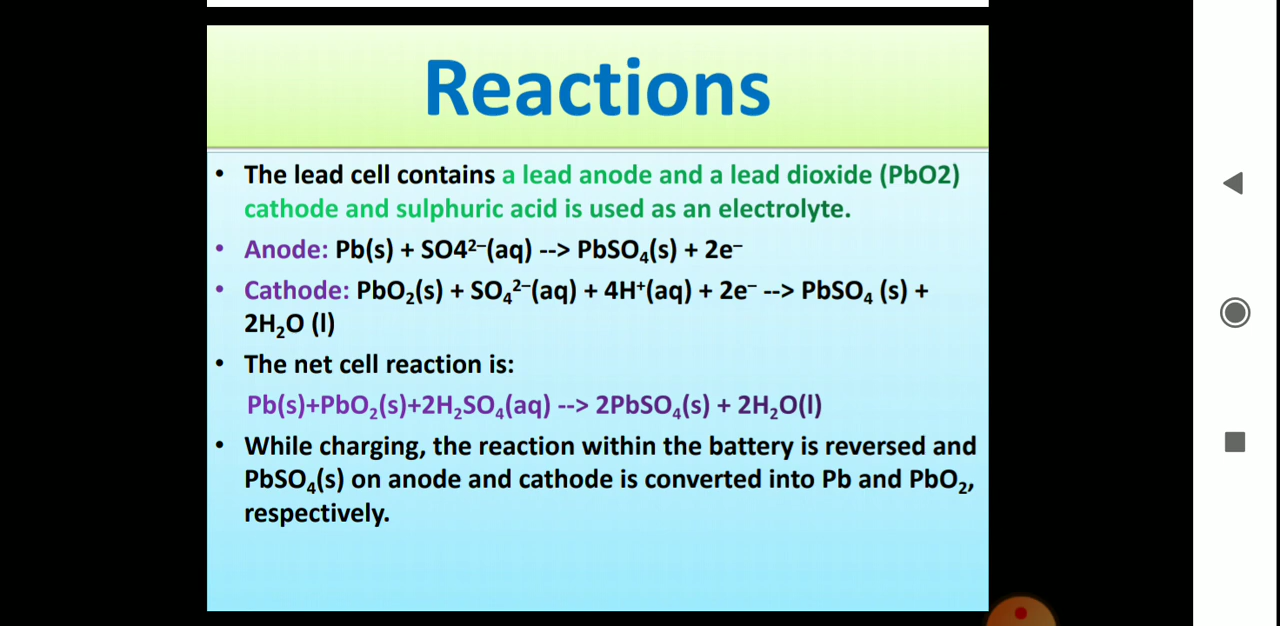 Reactions
• The lead cell contains a lead anode and a lead dioxide (PbO2)
cathode and sulphuric acid is used as an electrolyte.
• Anode: Pb(s) + SO4²⁻(aq) --> PbSO₄(s) + 2e⁻
• Cathode: PbO₂(s) + SO₄²⁻(aq) + 4H⁺(aq) + 2e⁻ --> PbSO₄ (s) +
2H₂O (l)
• The net cell reaction is:
Pb(s)+PbO₂(s)+2H₂SO₄(aq) --> 2PbSO₄(s) + 2H₂O(l)
• While charging, the reaction within the battery is reversed and
PbSO₄(s) on anode and cathode is converted into Pb and PbO₂,
respectively.